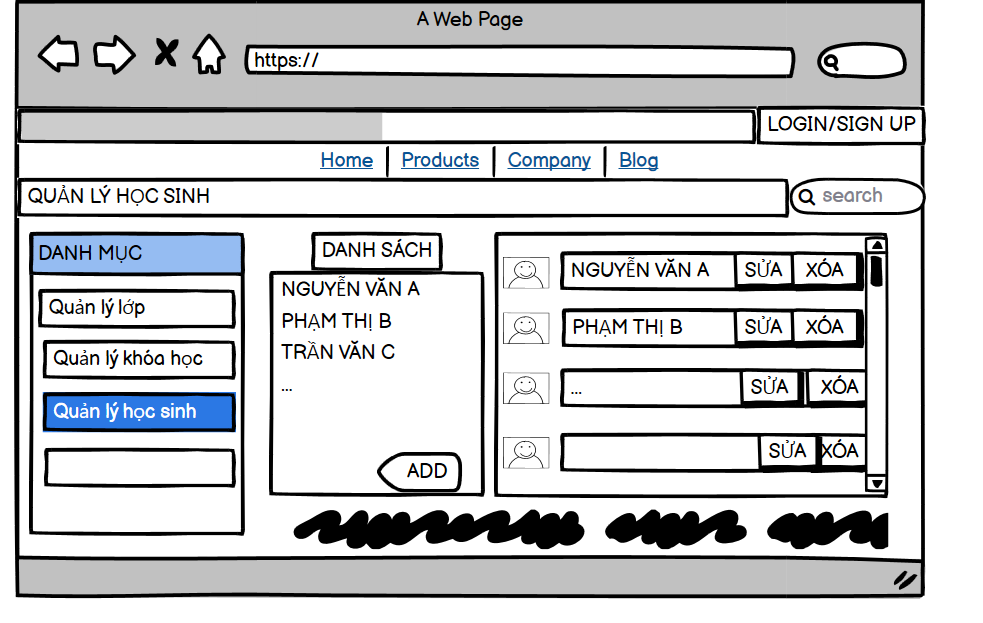 A Web Page
https://
LOGIN/SIGN UP
Home Products Company Blog
QUẢN LÝ HỌC SINH
search
DANH MỤC
Quản lý lớp
Quản lý khóa học
Quản lý học sinh
DANH SÁCH
NGUYỄN VĂN A
PHẠM THỊ B
TRẦN VĂN C
...
ADD
NGUYỄN VĂN A SỬA XÓA
PHẠM THỊ B SỬA XÓA
... SỬA XÓA
SỬA XÓA